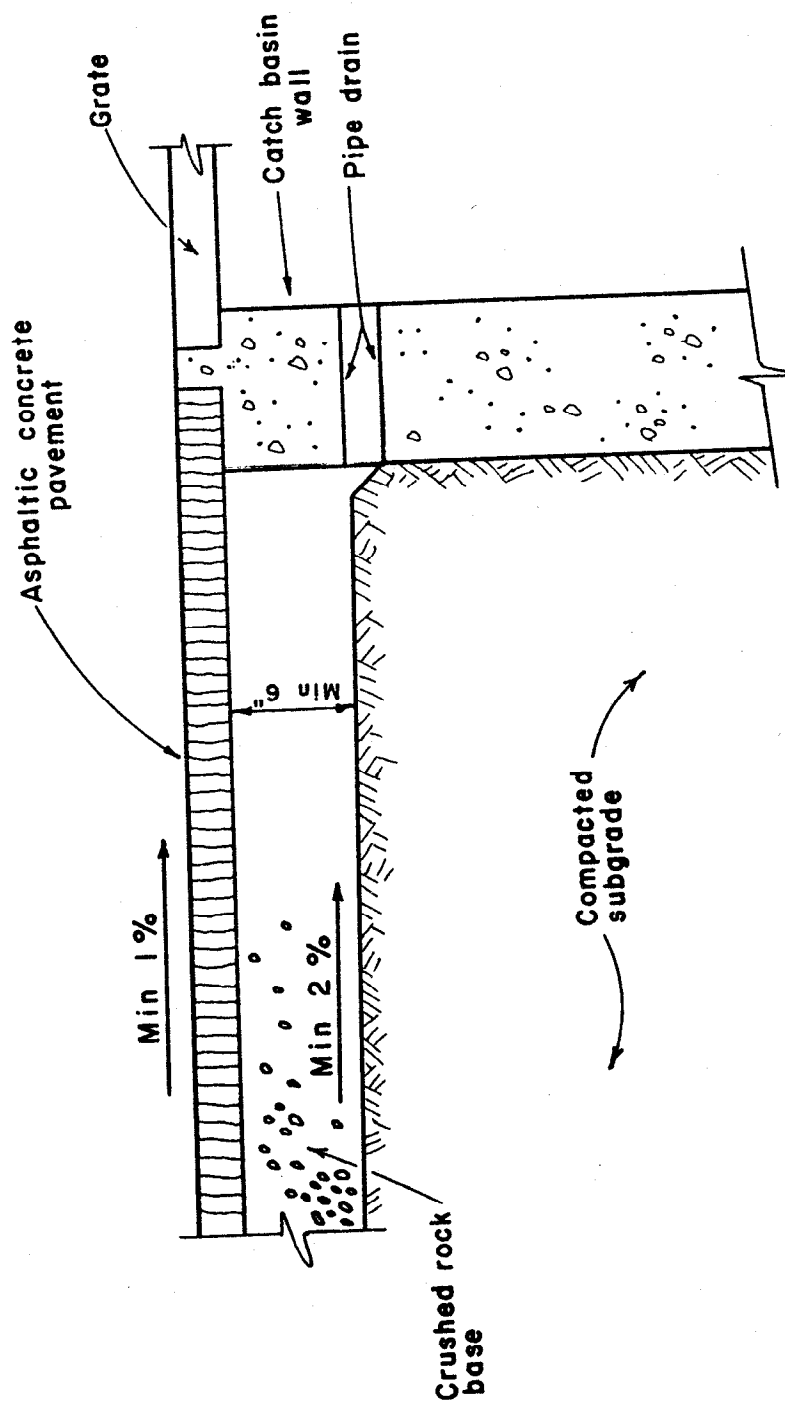 Grate
Catch basin
wall
Pipe drain
Asphaltic concrete
pavement
Min 1%
Min 6"
Min 2%
Compacted
subgrade
Crushed rock
base